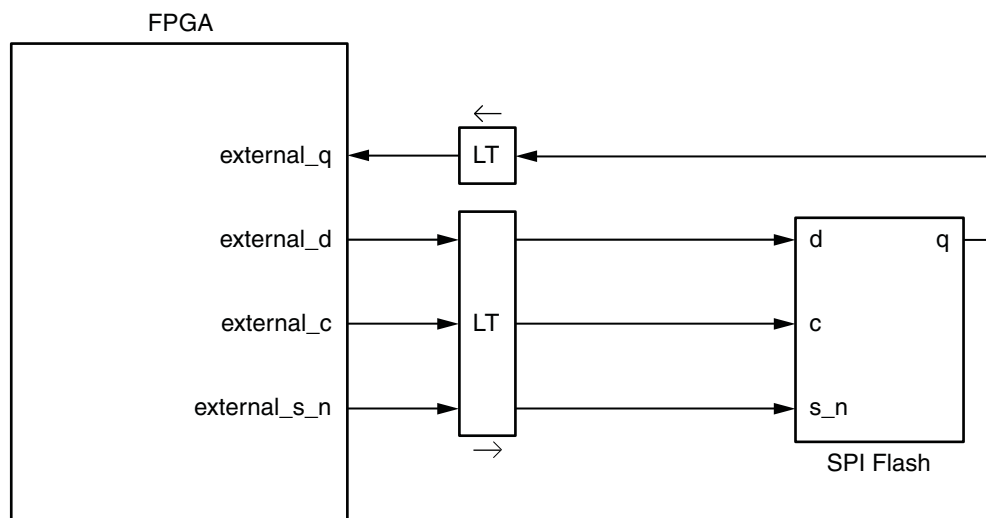 FPGA
external_q
LT
external_d
d
q
external_c
LT
c
external_s_n
s_n
SPI Flash